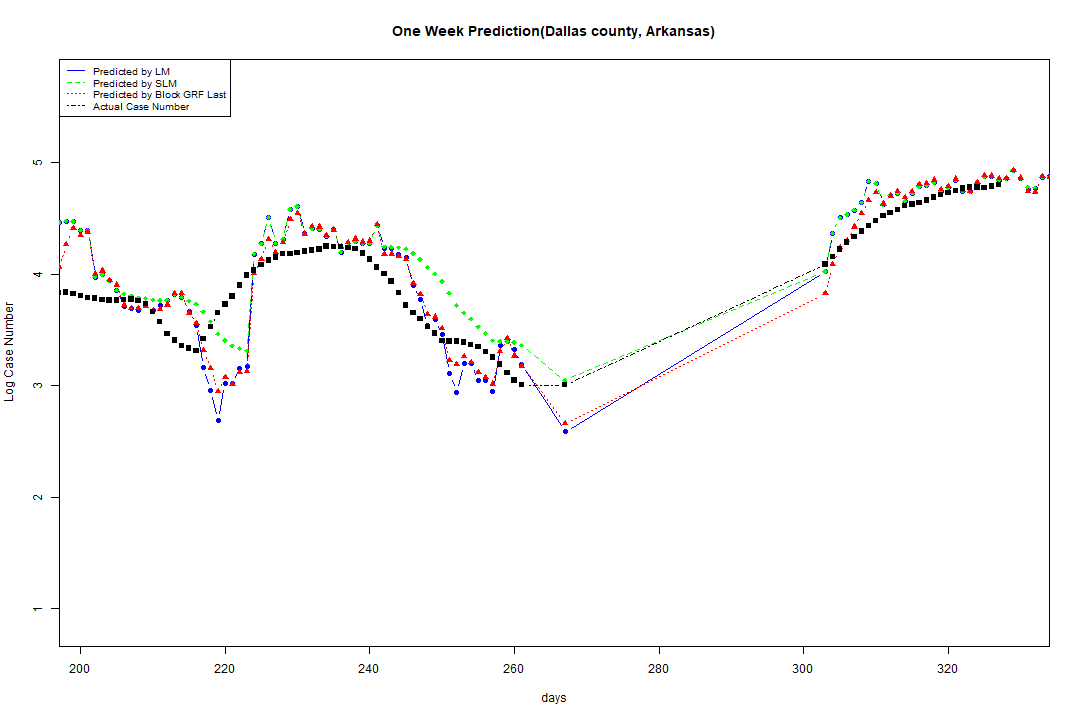 One Week Prediction(Dallas county, Arkansas)
Predicted by LM
Predicted by SLM
Predicted by Block GRF Last
Actual Case Number
5
4
3
2
1
Log Case Number
200 220 240 260 280 300 320
days